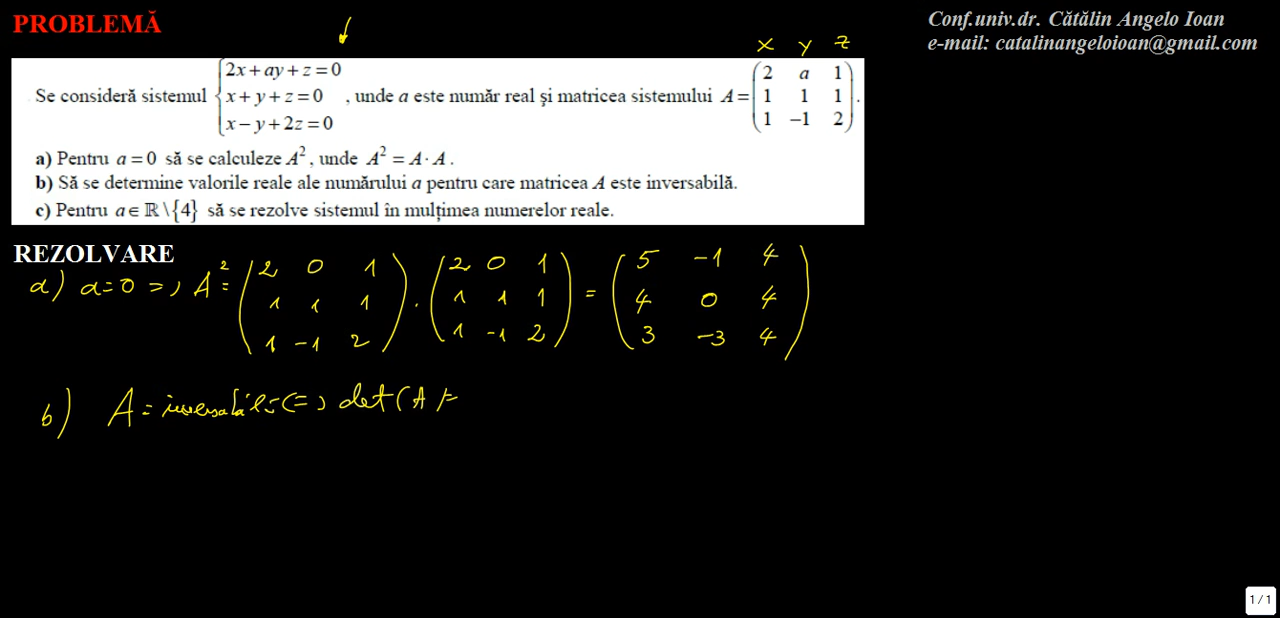 PROBLEMĂ
Conf.univ.dr. Cătălin Angelo Ioan
e-mail: catalinangeloioan@gmail.com
x y z
Se consideră sistemul { 2x + ay + z = 0
x + y + z = 0
x − y + 2z = 0 , unde a este număr real și matricea sistemului A = ( 2 a 1
1 1 1
1 −1 2 ).
a) Pentru a = 0 să se calculeze A², unde A² = A · A.
b) Să se determine valorile reale ale numărului a pentru care matricea A este inversabilă.
c) Pentru a ∈ ℝ \ {4} să se rezolve sistemul în mulțimea numerelor reale.
REZOLVARE
a) a=0 => A² = ( 2 0 1
1 1 1
1 -1 2 ) · ( 2 0 1
1 1 1
1 -1 2 ) = ( 5 -1 4
4 0 4
3 -3 4 )
b) A = inversabilă <=> det(A) ≠
1 / 1